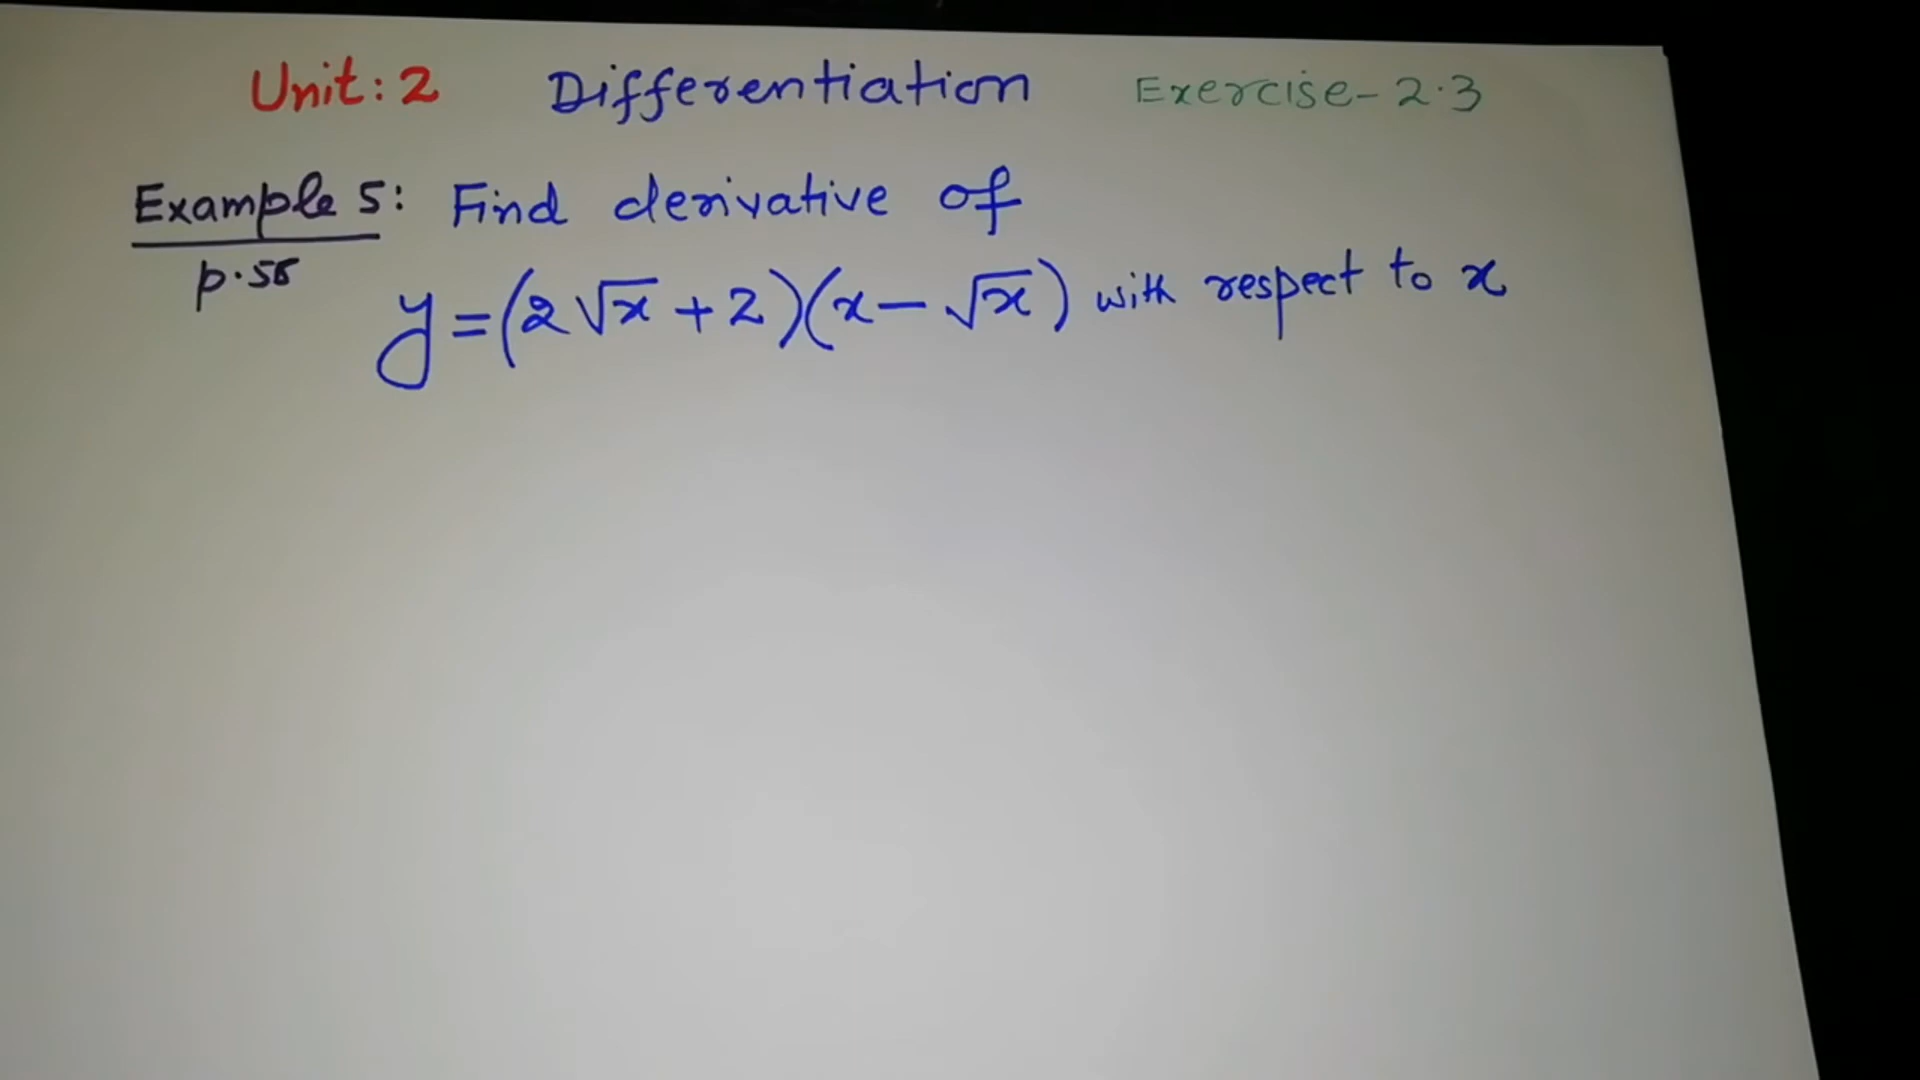 Unit: 2 Differentiation Exercise- 2.3
Example 5: Find derivative of
p.58
y=(2√x +2)(x-√x) with respect to x